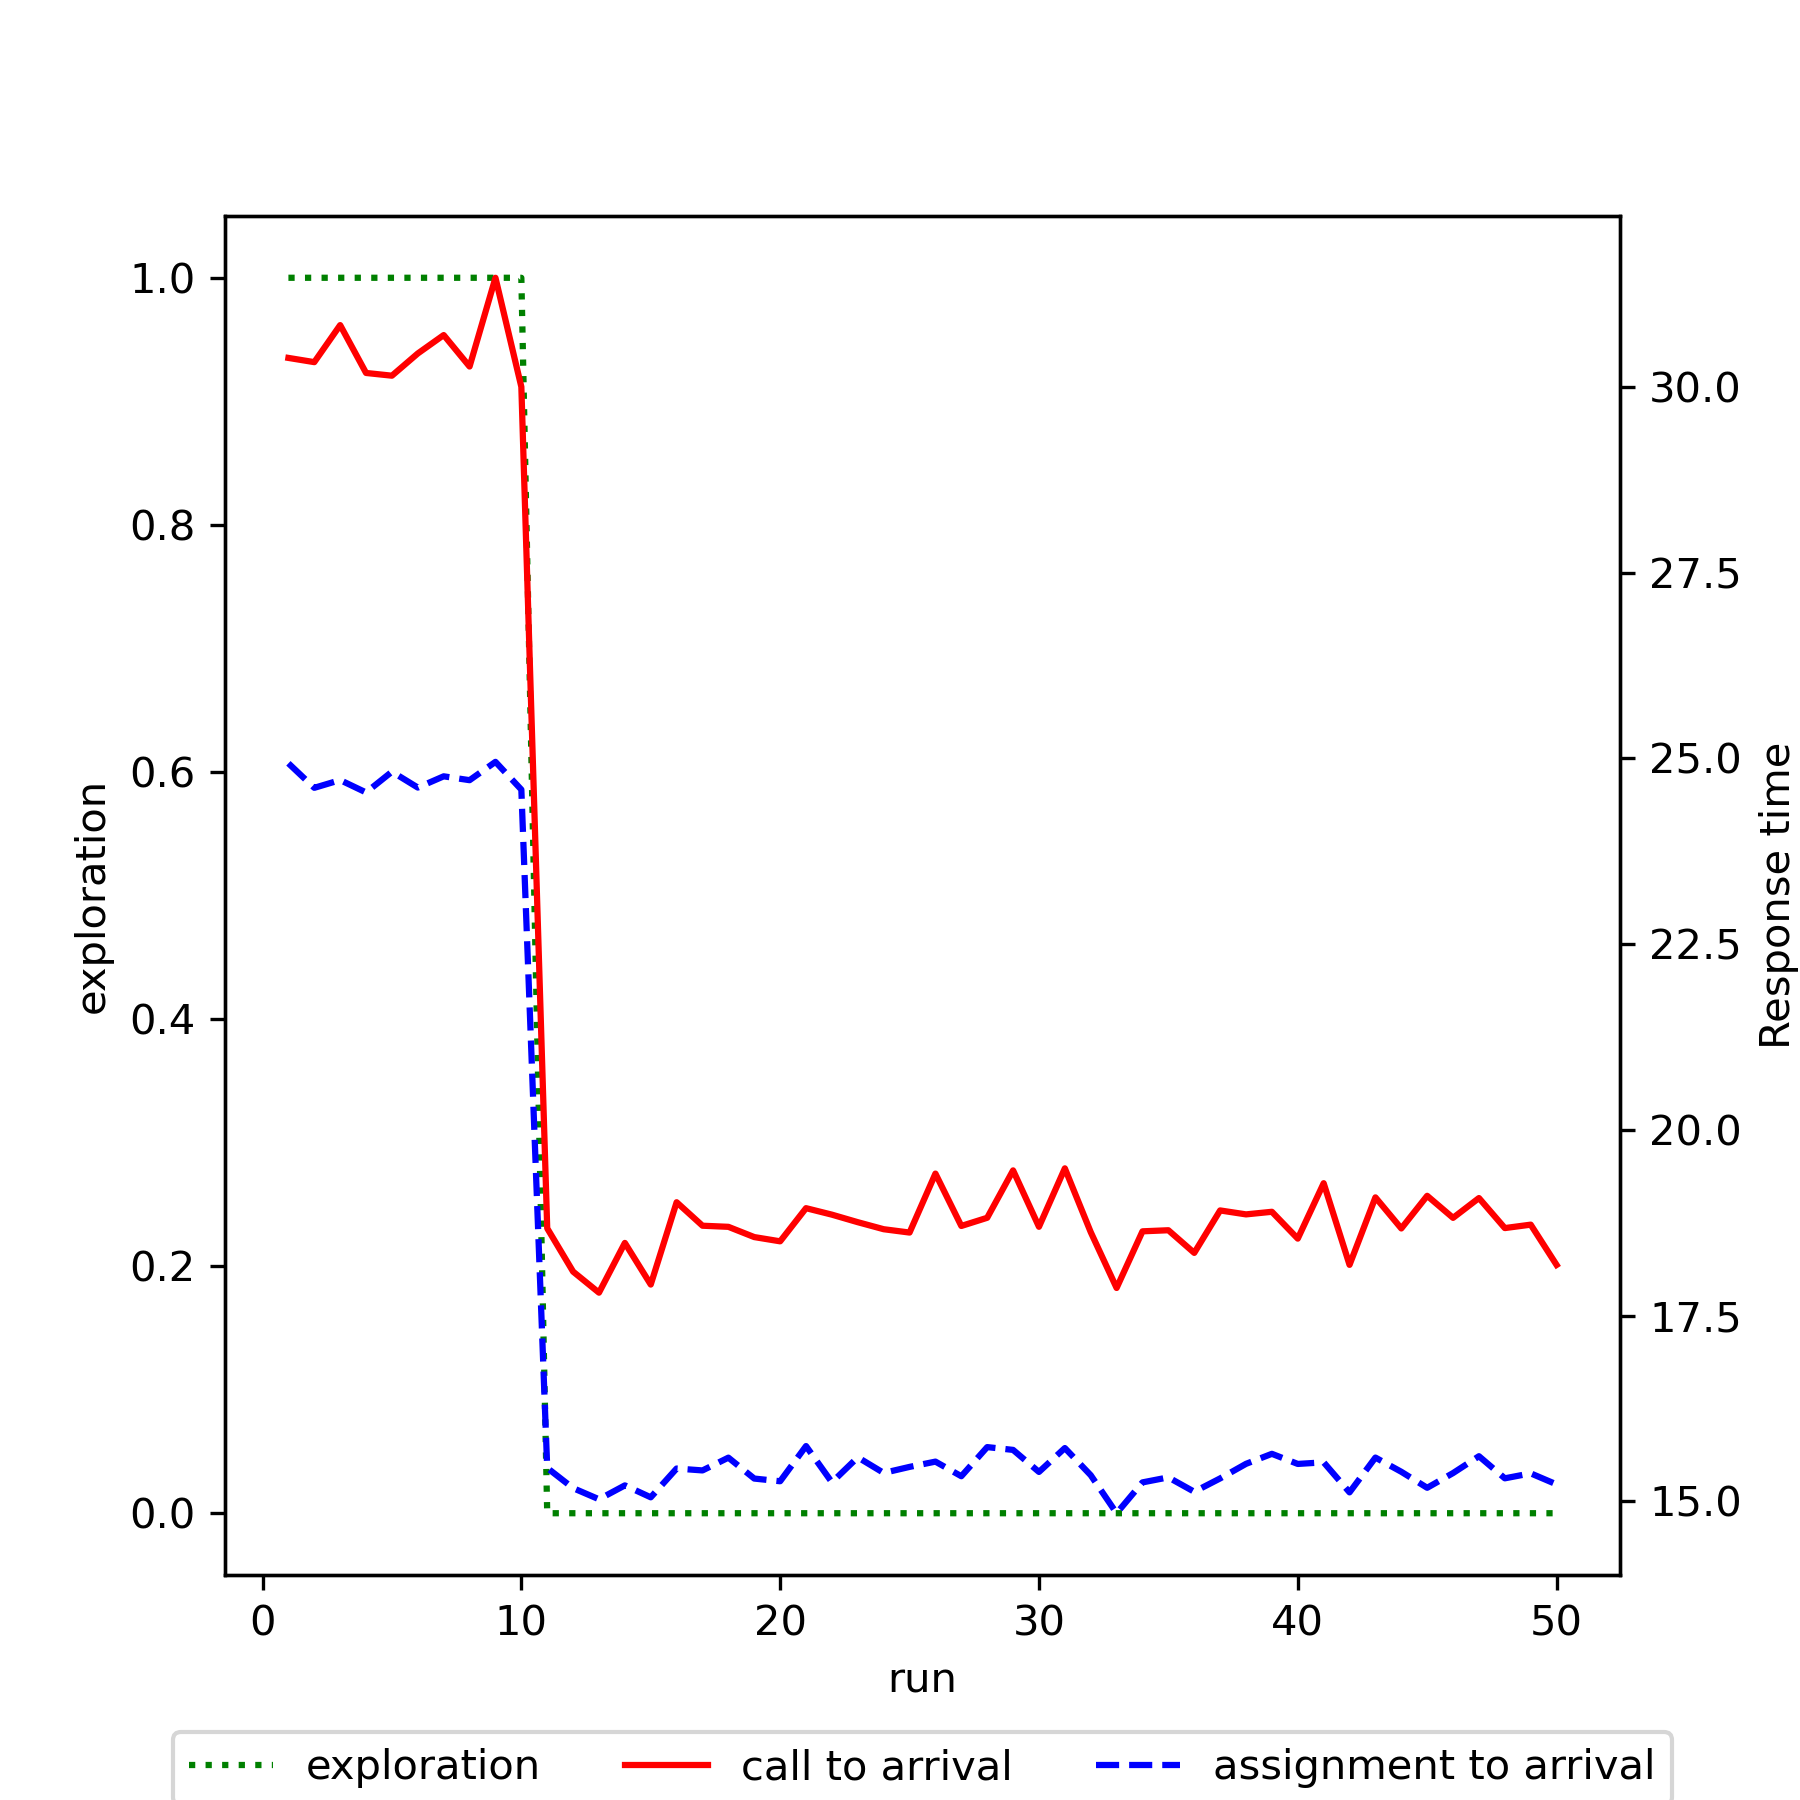 1.0
0.8
0.6
0.4
0.2
0.0
exploration
30.0
27.5
25.0
22.5
20.0
17.5
15.0
Response time
0 10 20 30 40 50
run
exploration call to arrival assignment to arrival